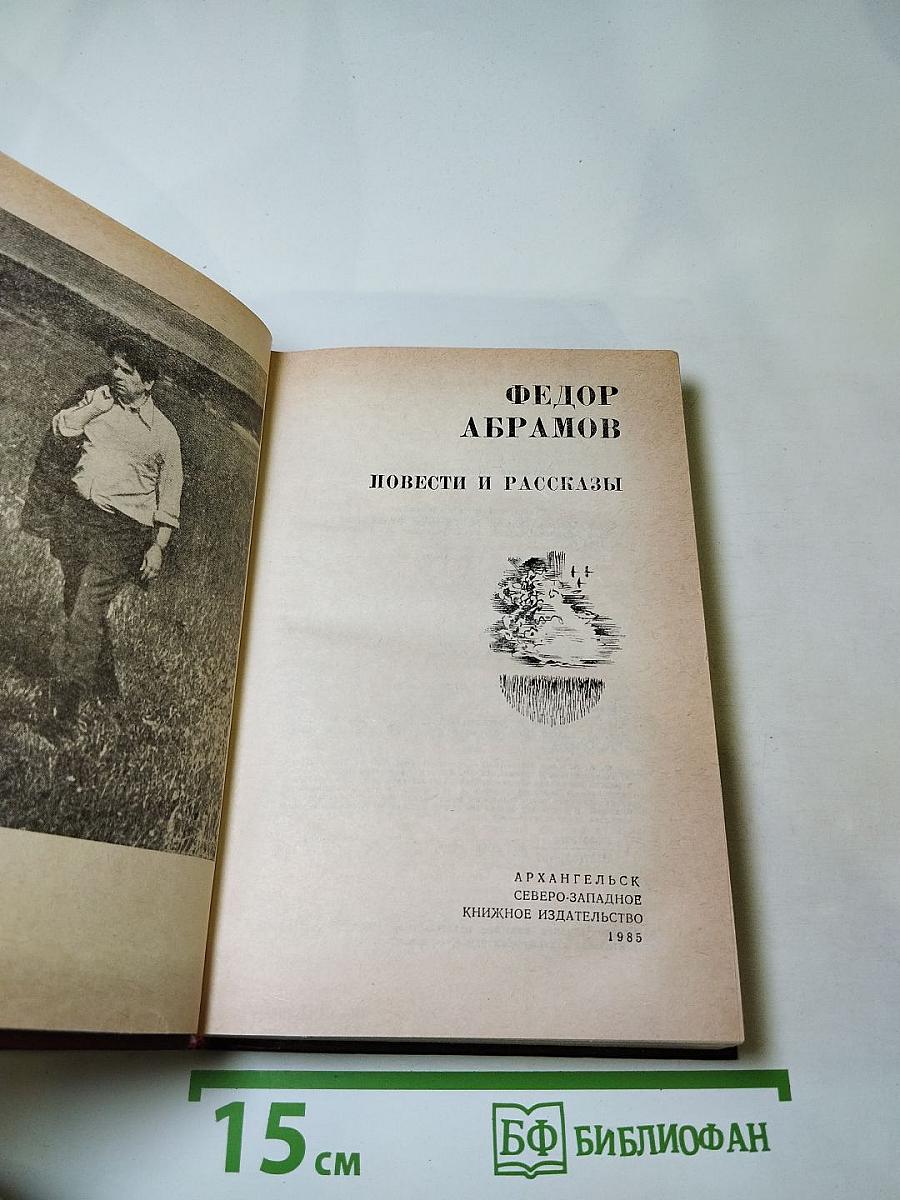 ФЕДОР
АБРАМОВ
ПОВЕСТИ И РАССКАЗЫ
АРХАНГЕЛЬСК
СЕВЕРО-ЗАПАДНОЕ
КНИЖНОЕ ИЗДАТЕЛЬСТВО
1985
15 см
БФ БИБЛИОФАН